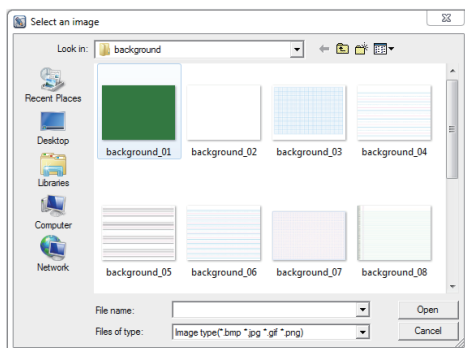 Select an image
Look in: background
Recent Places
Desktop
Libraries
Computer
Network
background_01 background_02 background_03 background_04
background_05 background_06 background_07 background_08
File name: Open
Files of type: Image type(*.bmp *.jpg *.gif *.png) Cancel